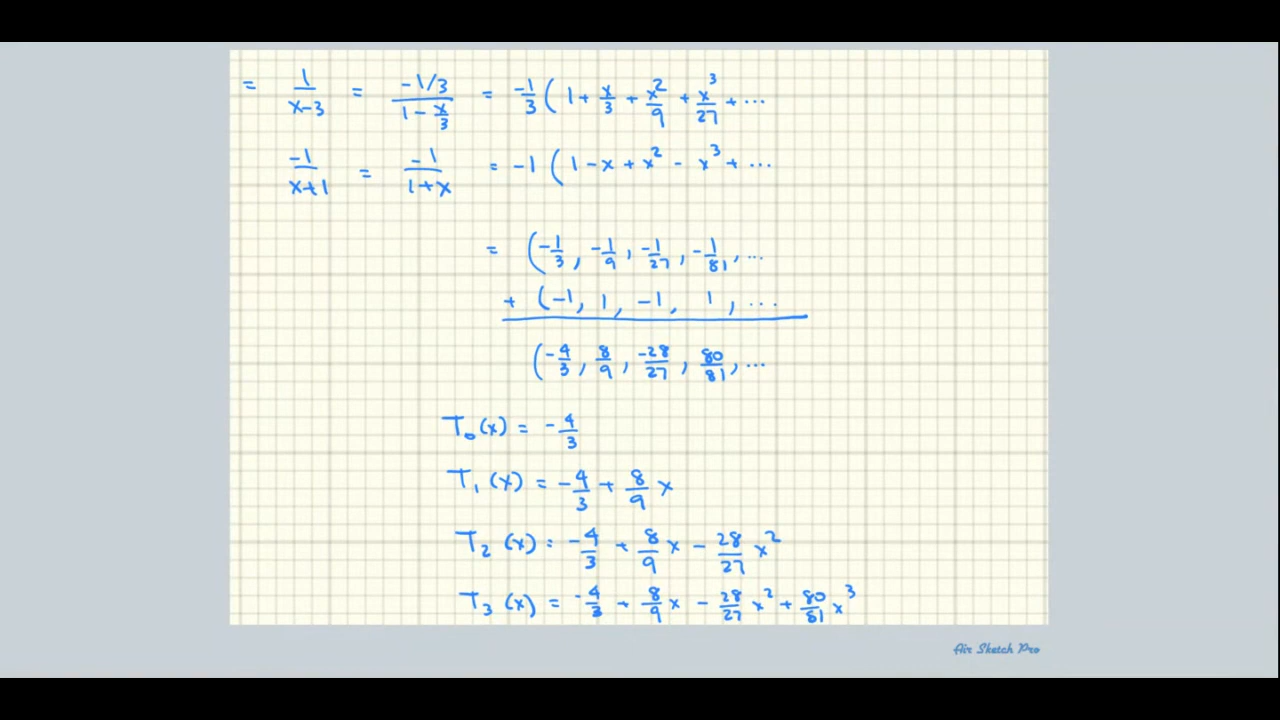 = 1/(x-3) = (-1/3)/(1 - x/3) = -1/3 ( 1 + x/3 + x²/9 + x³/27 + ...
-1/(x+1) = -1/(1+x) = -1 ( 1 - x + x² - x³ + ...
= ( -1/3, -1/9, -1/27, -1/81, ...
+ ( -1, 1, -1, 1, ...
( -4/3, 8/9, -28/27, 80/81, ...
T₀(x) = -4/3
T₁(x) = -4/3 + 8/9 x
T₂(x) = -4/3 + 8/9 x - 28/27 x²
T₃(x) = -4/3 + 8/9 x - 28/27 x² + 80/81 x³
Air Sketch Pro